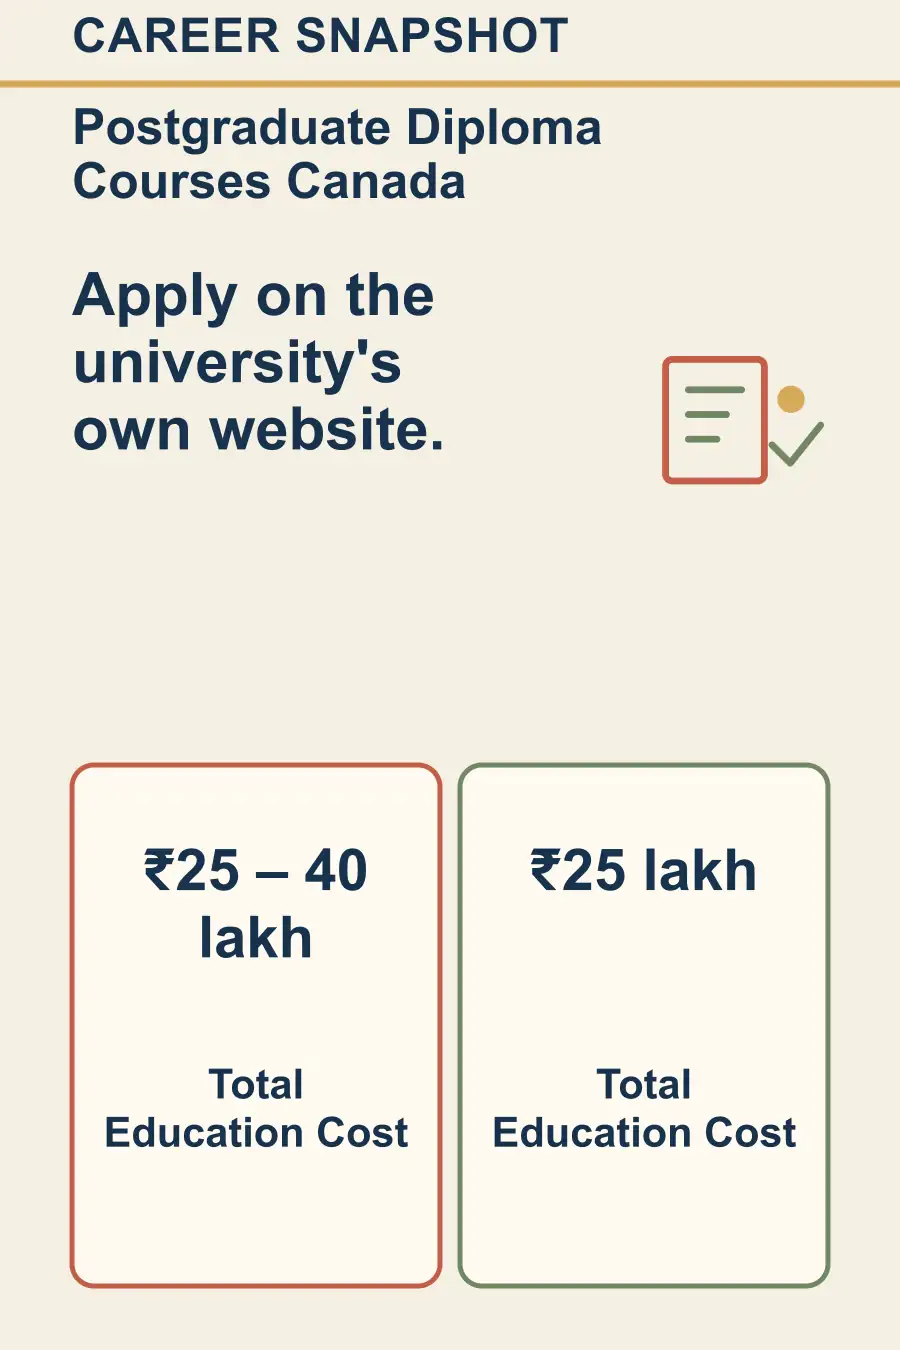 CAREER SNAPSHOT
Postgraduate Diploma
Courses Canada
Apply on the
university's
own website.
₹25 – 40
lakh
Total
Education Cost
₹25 lakh
Total
Education Cost